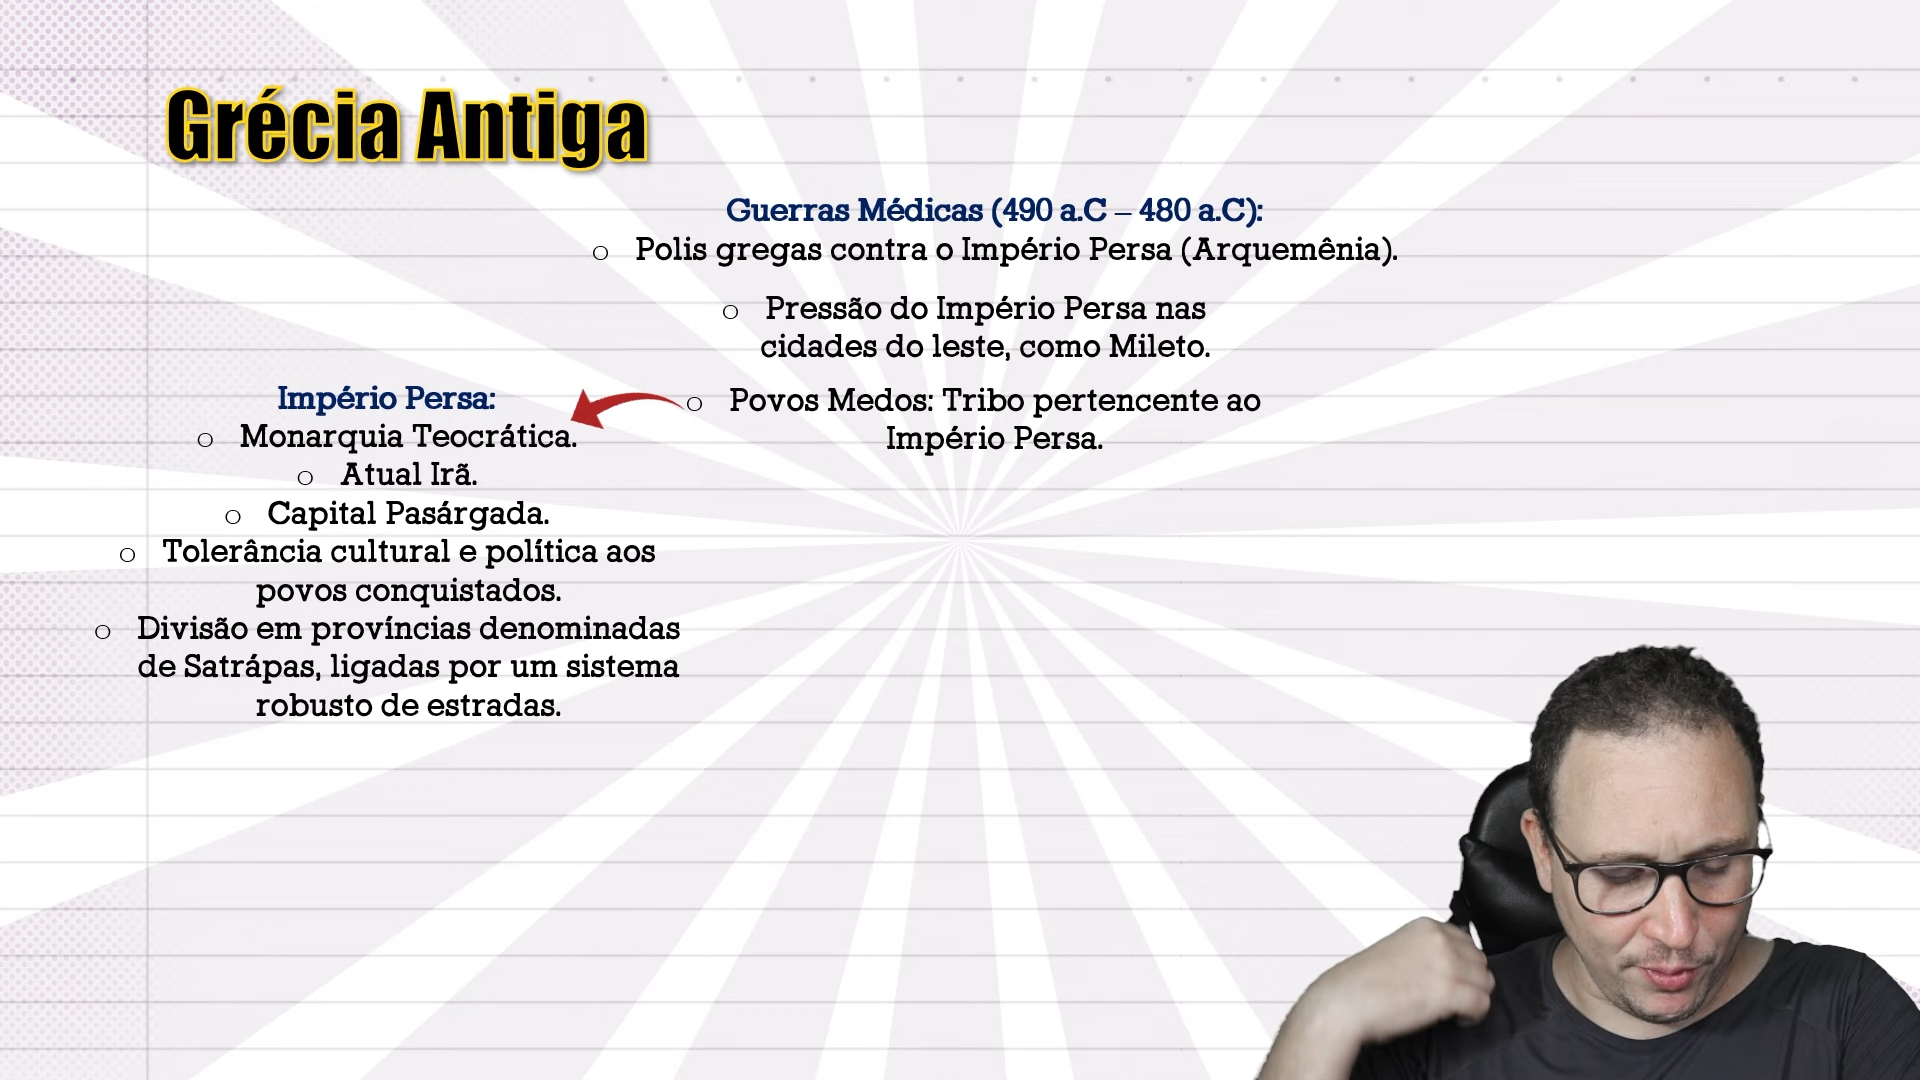 Grécia Antiga
Guerras Médicas (490 a.C – 480 a.C):
o Polis gregas contra o Império Persa (Arquemênia).
o Pressão do Império Persa nas
cidades do leste, como Mileto.
o Povos Medos: Tribo pertencente ao
Império Persa.
Império Persa:
o Monarquia Teocrática.
o Atual Irã.
o Capital Pasárgada.
o Tolerância cultural e política aos
povos conquistados.
o Divisão em províncias denominadas
de Satrápas, ligadas por um sistema
robusto de estradas.